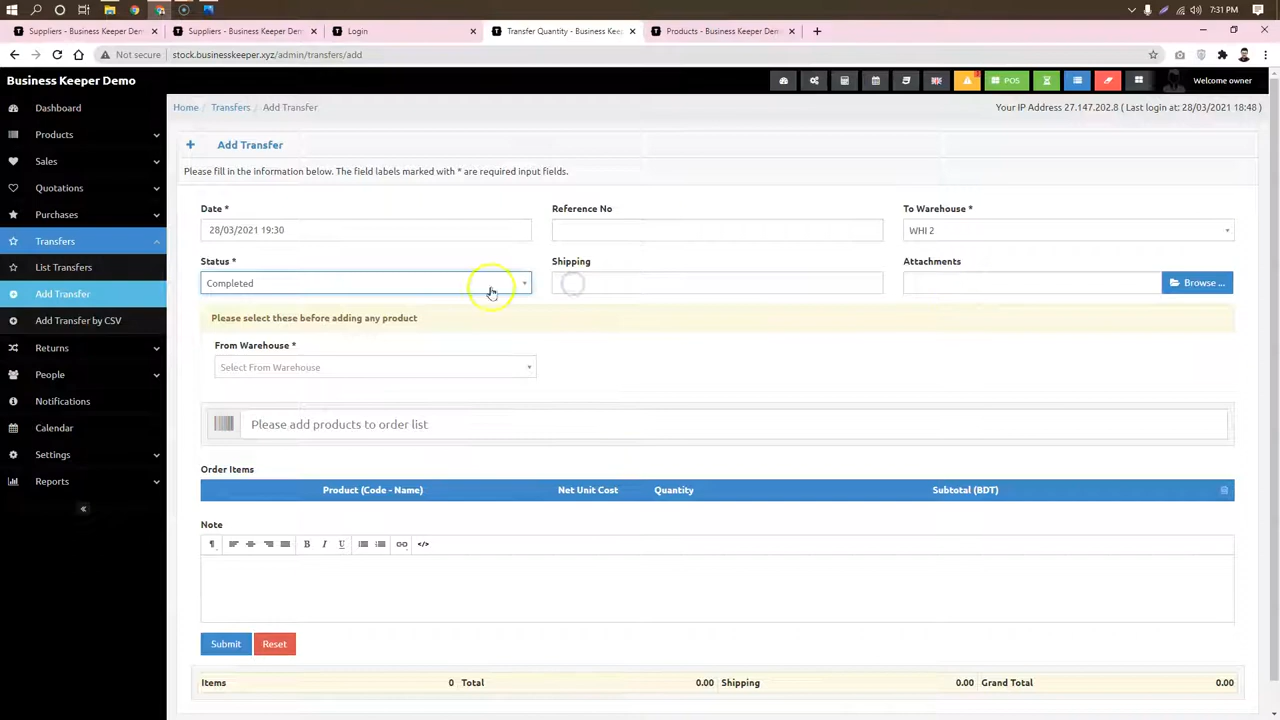 7:31 PM
Suppliers - Business Keeper Dem
Suppliers - Business Keeper Dem
Login
Transfer Quantity - Business Keep
Products - Business Keeper Demo
Not secure
stock.businesskeeper.xyz/admin/transfers/add
Business Keeper Demo
POS
Welcome owner
Dashboard
Products
Sales
Quotations
Purchases
Transfers
List Transfers
Add Transfer
Add Transfer by CSV
Returns
People
Notifications
Calendar
Settings
Reports
Home / Transfers / Add Transfer
Your IP Address 27.147.202.8 ( Last login at: 28/03/2021 18:48 )
Add Transfer
Please fill in the information below. The field labels marked with * are required input fields.
Date *
Reference No
To Warehouse *
28/03/2021 19:30
WHI 2
Status *
Shipping
Attachments
Completed
Browse ...
Please select these before adding any product
From Warehouse *
Select From Warehouse
Please add products to order list
Order Items
Product (Code - Name)
Net Unit Cost
Quantity
Subtotal (BDT)
Note
Submit
Reset
Items 0
Total 0.00
Shipping 0.00
Grand Total 0.00